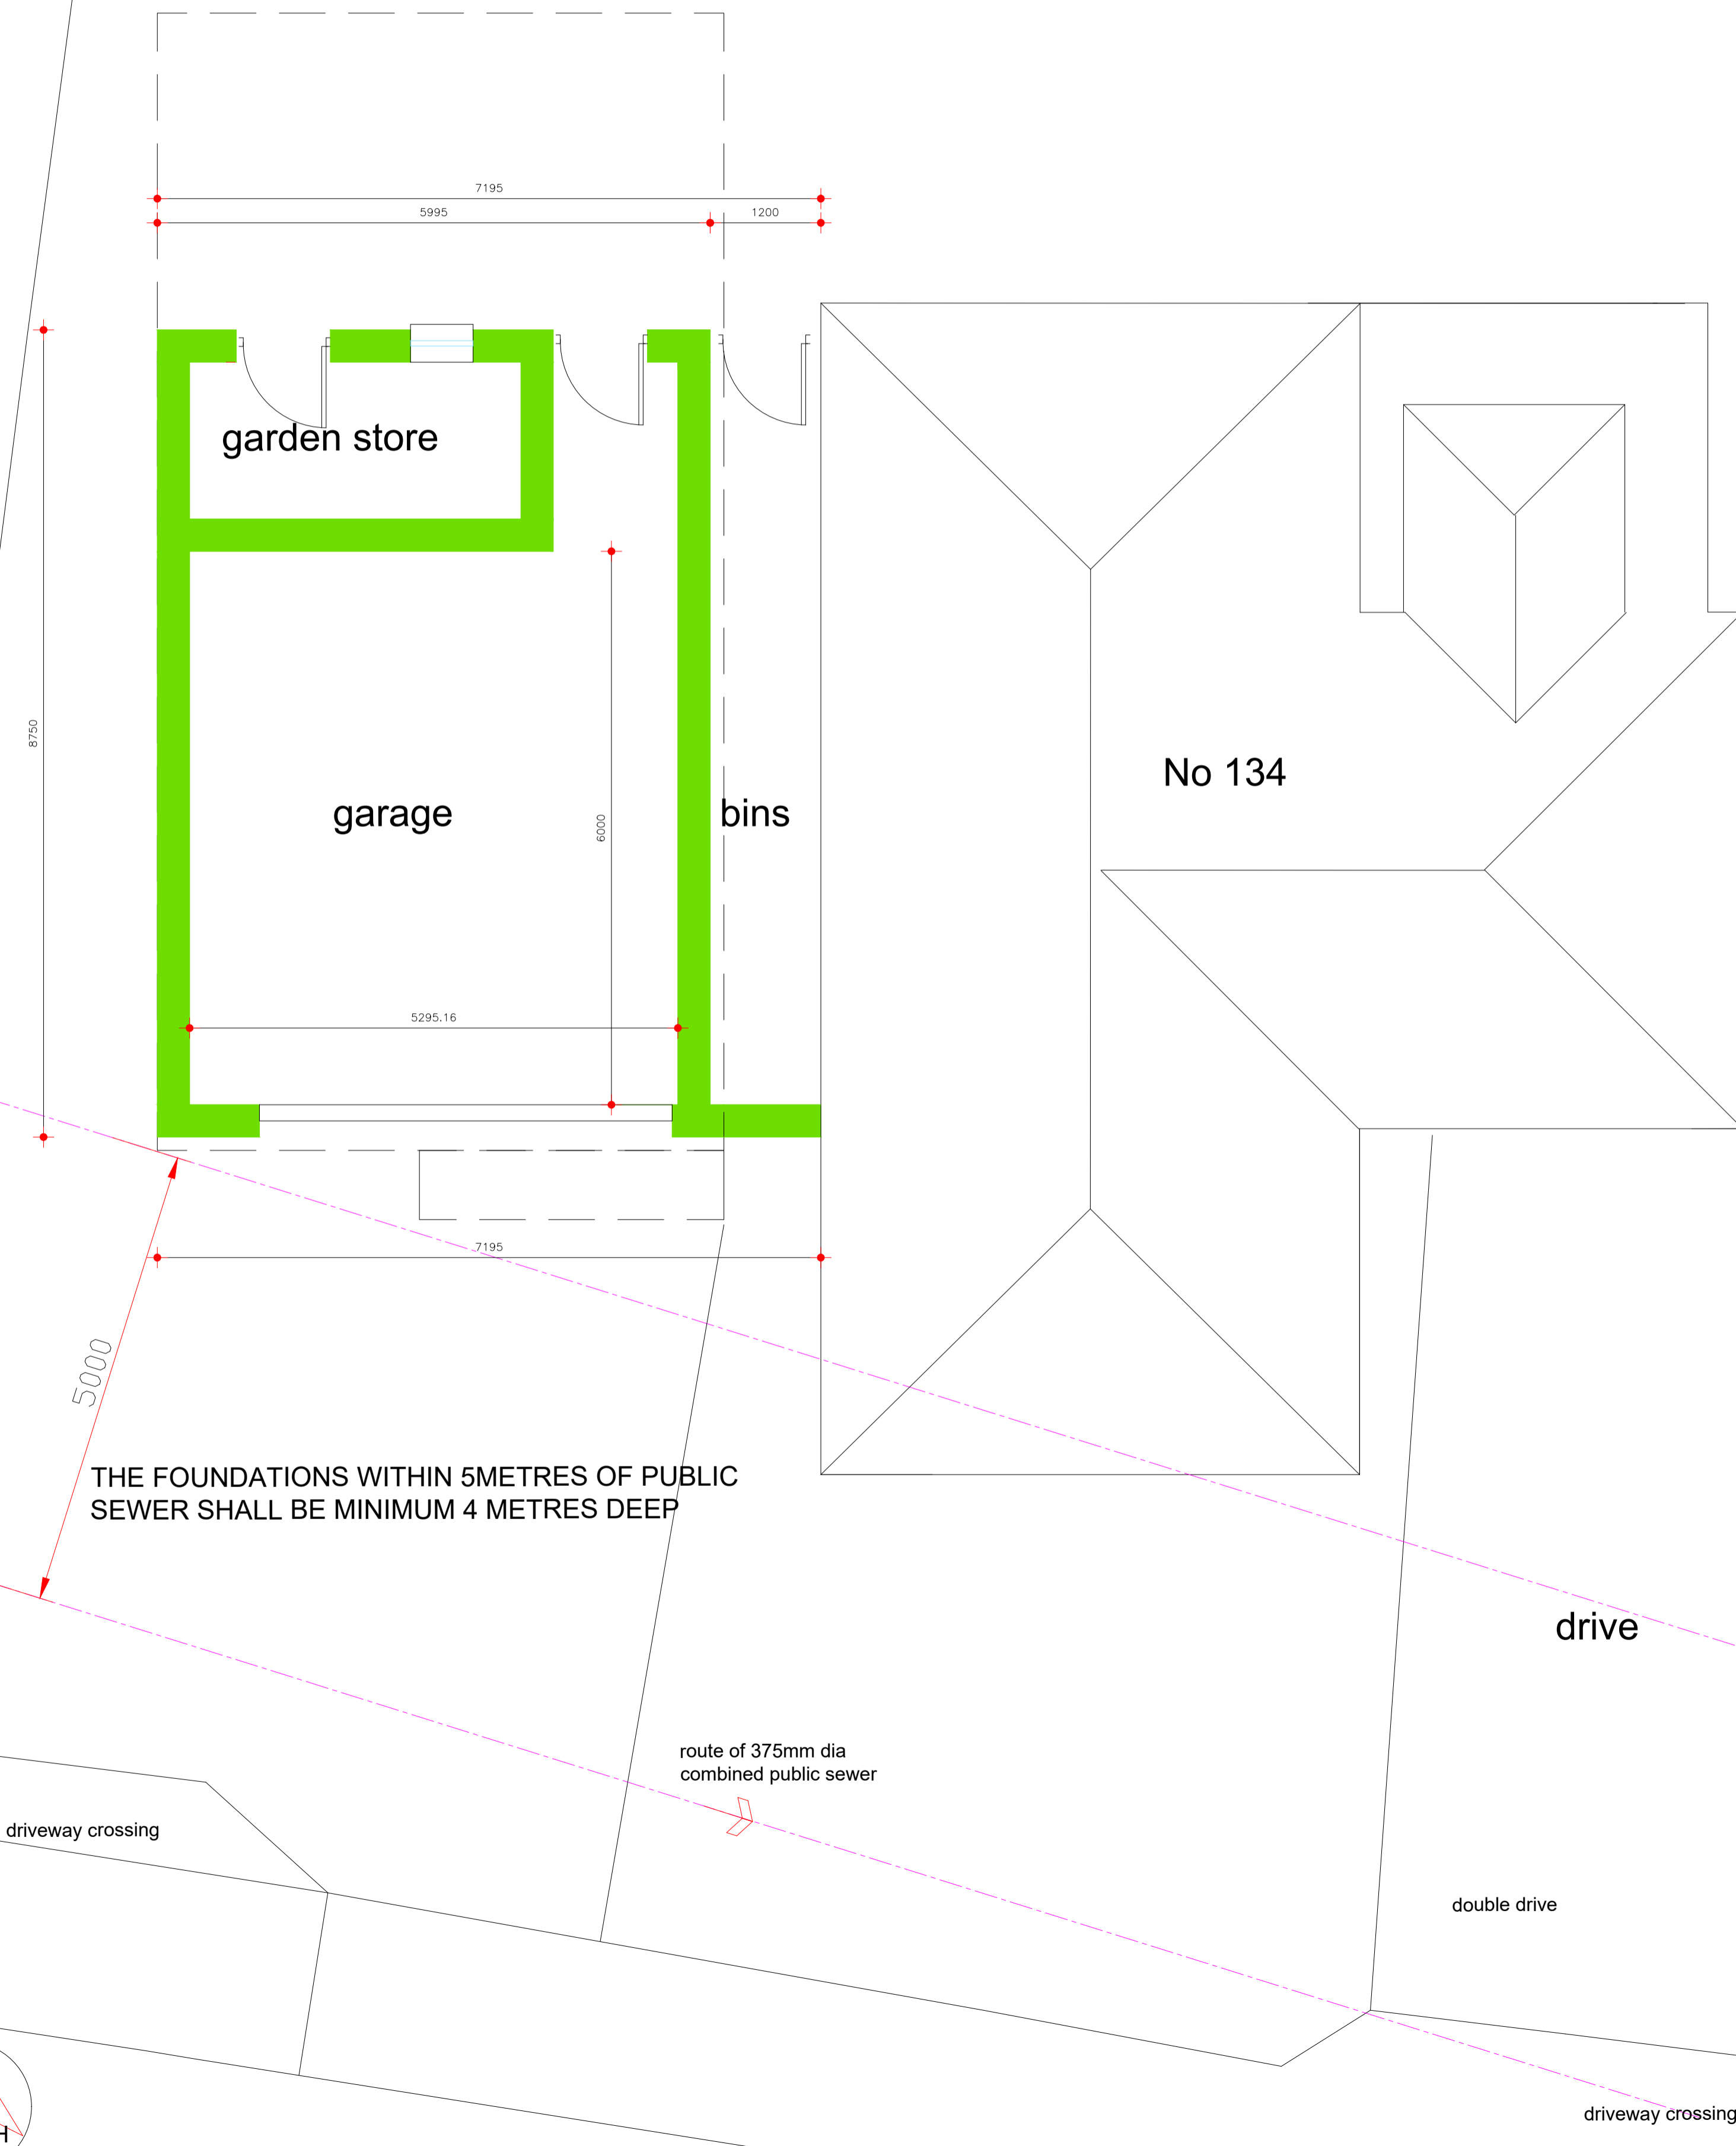 7195
5995
1200
garden store
8750
No 134
garage
bins
6000
5295.16
7195
5000
THE FOUNDATIONS WITHIN 5METRES OF PUBLIC
SEWER SHALL BE MINIMUM 4 METRES DEEP
drive
route of 375mm dia
combined public sewer
driveway crossing
double drive
driveway crossing
H